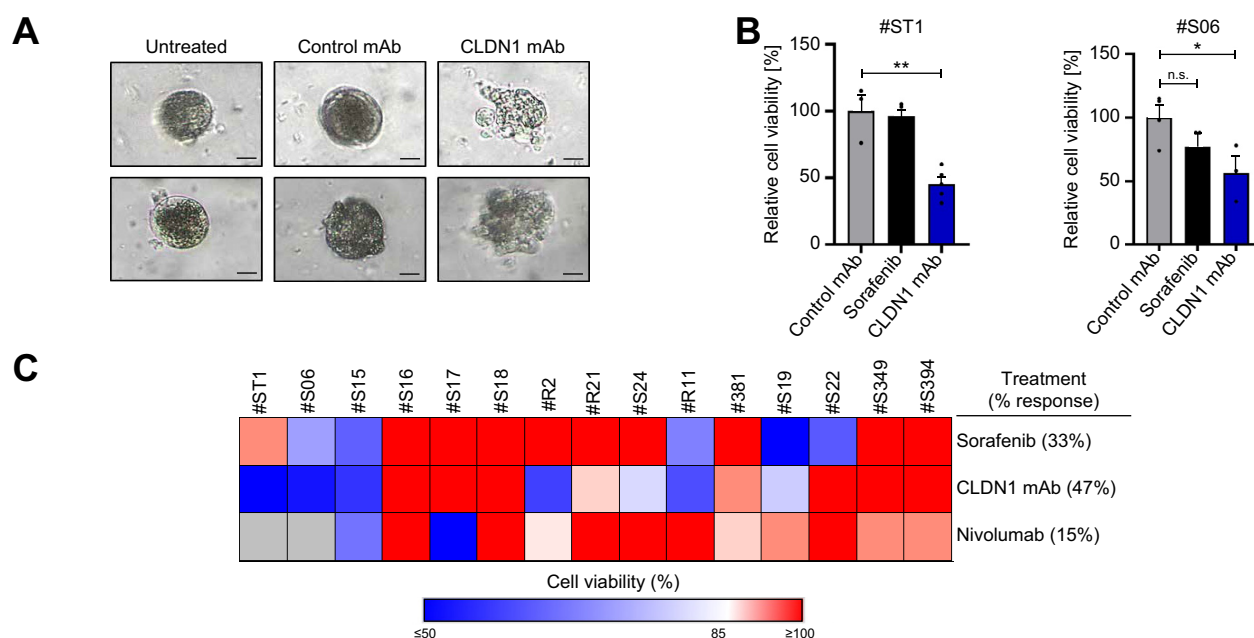 A
Untreated
Control mAb
CLDN1 mAb
B
#ST1
Relative cell viability [%]
150
100
50
0
**
Control mAb
Sorafenib
CLDN1 mAb
#S06
Relative cell viability [%]
150
100
50
0
*
n.s.
Control mAb
Sorafenib
CLDN1 mAb
C
#ST1
#S06
#S15
#S16
#S17
#S18
#R2
#R21
#S24
#R11
#381
#S19
#S22
#S349
#S394
Treatment
(% response)
Sorafenib (33%)
CLDN1 mAb (47%)
Nivolumab (15%)
Cell viability (%)
≤50
85
≥100